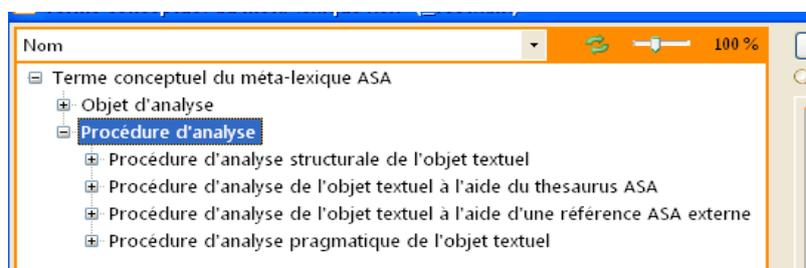 Nom
100 %
Terme conceptuel du méta-lexique ASA
Objet d'analyse
Procédure d'analyse
Procédure d'analyse structurale de l'objet textuel
Procédure d'analyse de l'objet textuel à l'aide du thesaurus ASA
Procédure d'analyse de l'objet textuel à l'aide d'une référence ASA externe
Procédure d'analyse pragmatique de l'objet textuel